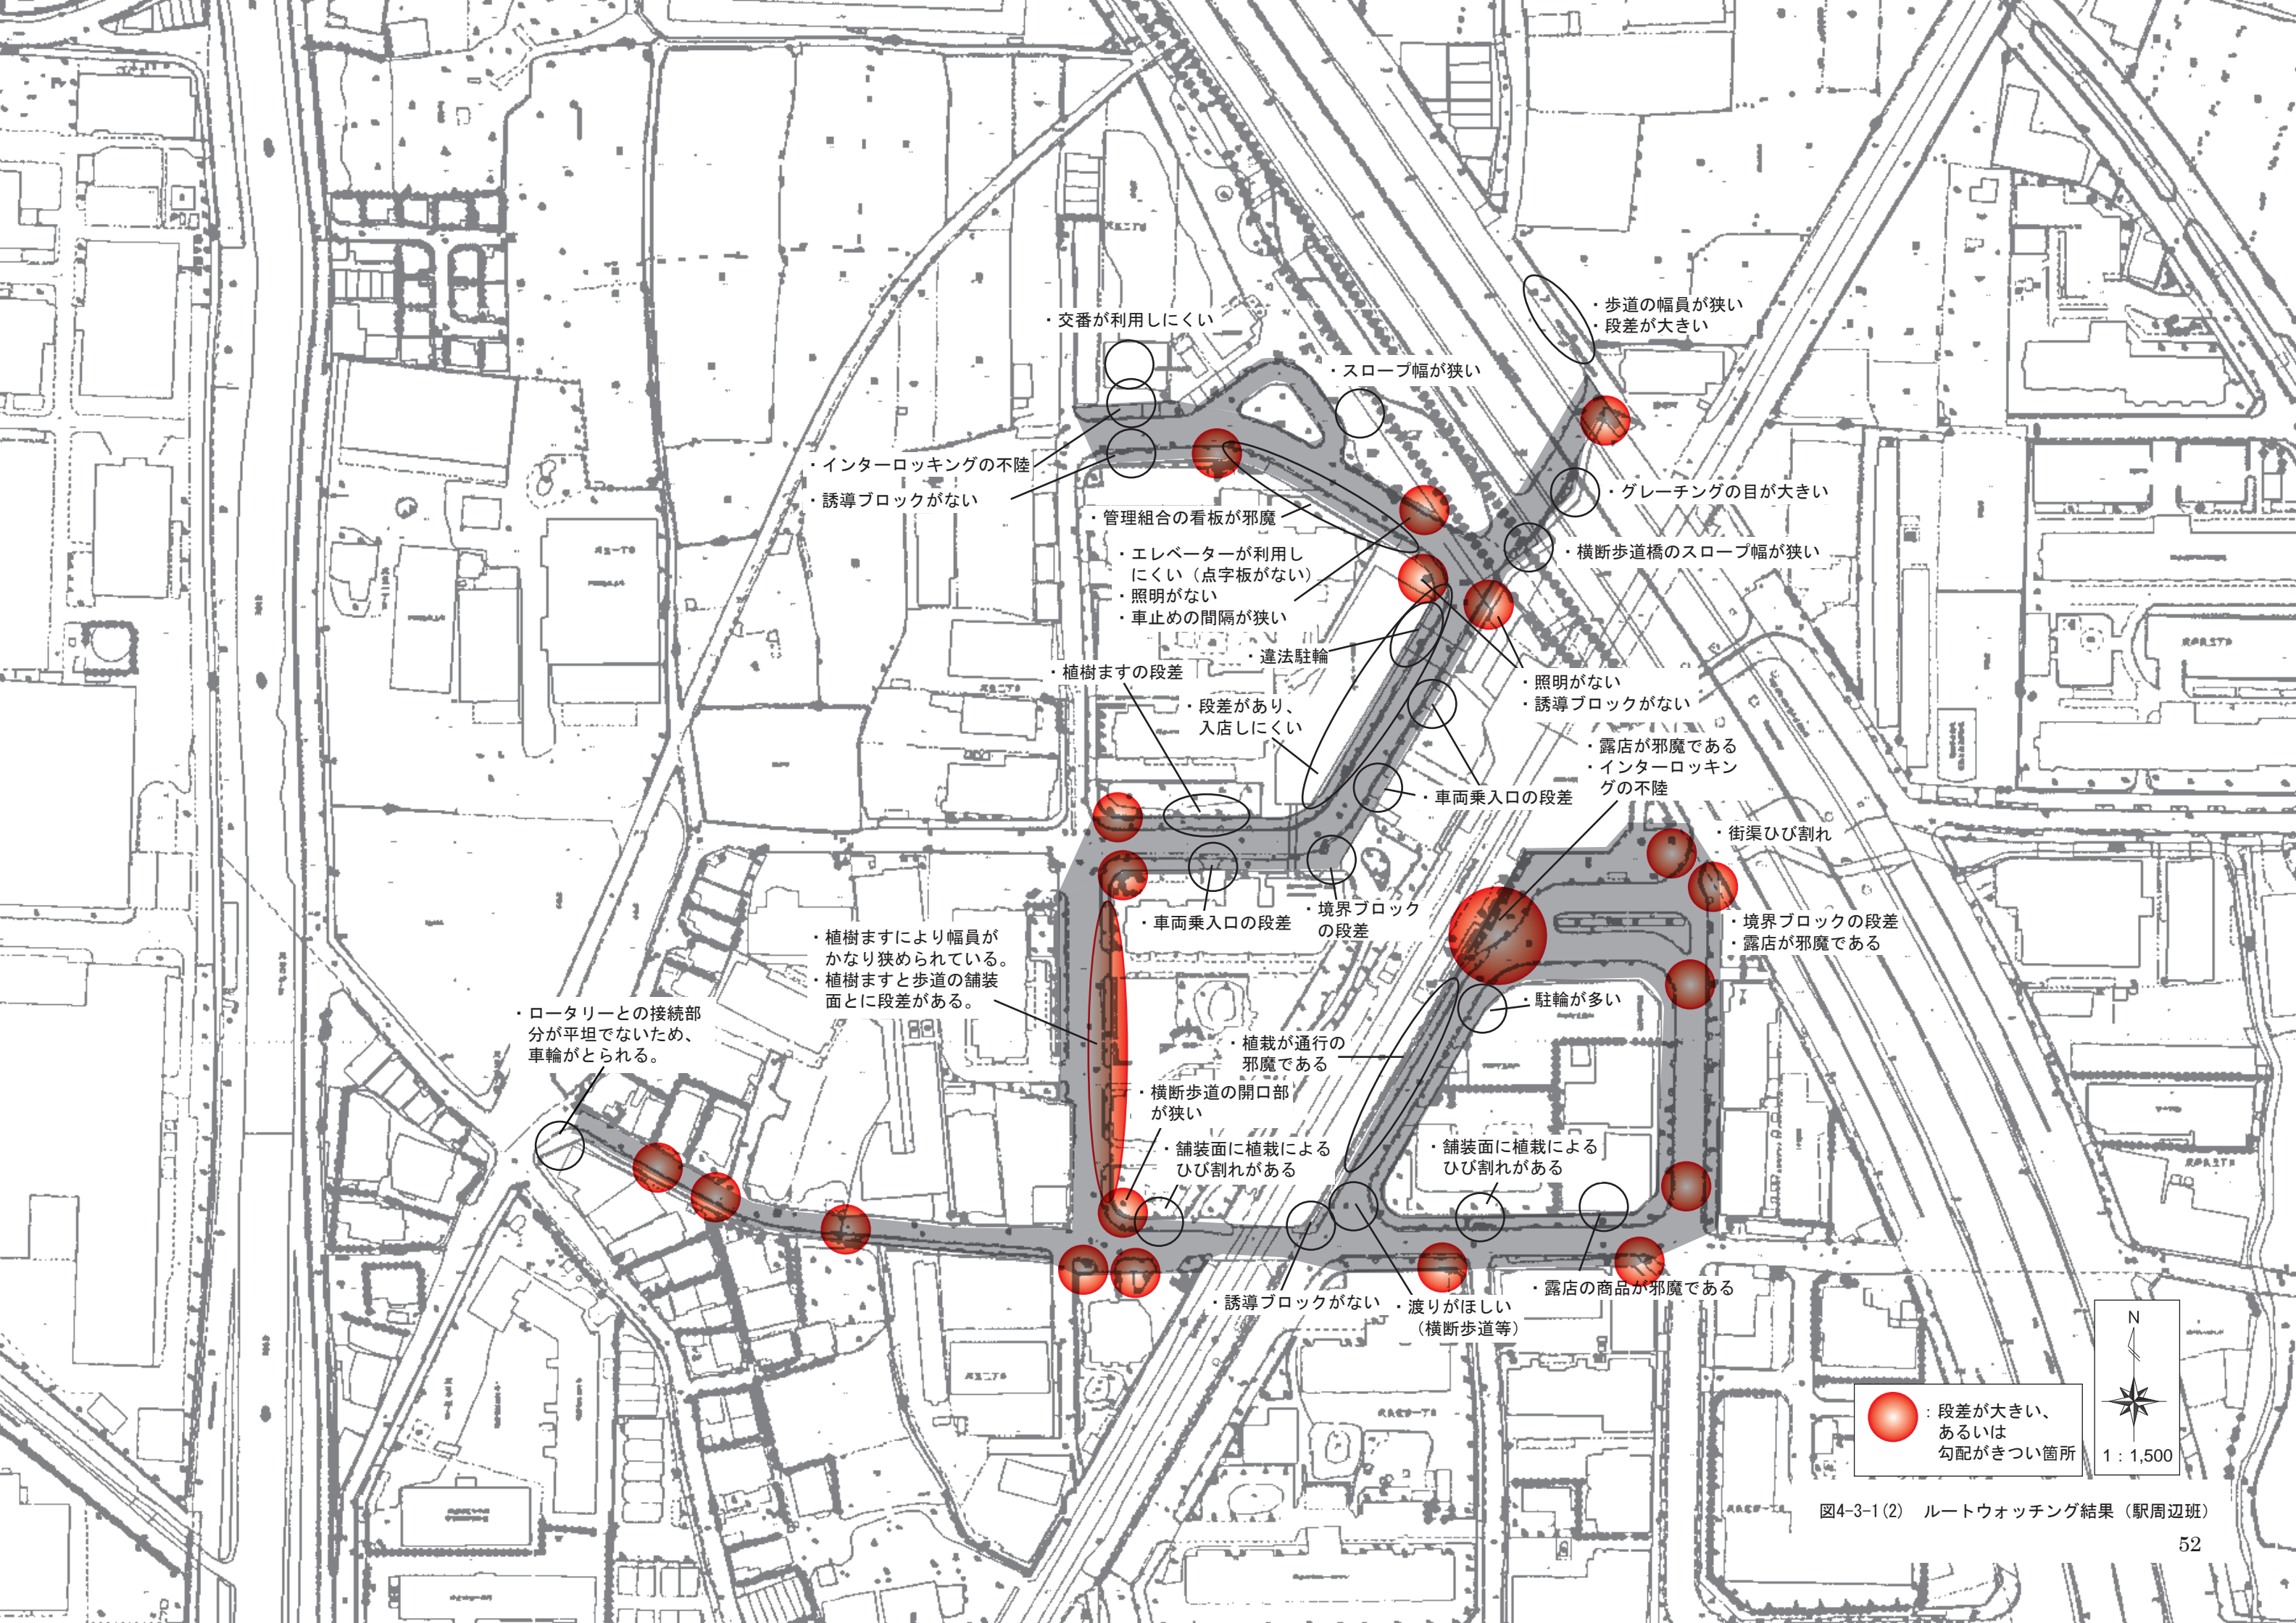 ・歩道の幅員が狭い
・段差が大きい
・交番が利用しにくい
・スロープ幅が狭い
・インターロッキングの不陸
・誘導ブロックがない
・グレーチングの目が大きい
・管理組合の看板が邪魔
・横断歩道橋のスロープ幅が狭い
・エレベーターが利用し
にくい（点字板がない）
・照明がない
・車止めの間隔が狭い
・違法駐輪
・植樹ますの段差
・照明がない
・誘導ブロックがない
・段差があり、
入店しにくい
・露店が邪魔である
・インターロッキン
グの不陸
・車両乗入口の段差
・街渠ひび割れ
・車両乗入口の段差
・境界ブロック
の段差
・境界ブロックの段差
・露店が邪魔である
・植樹ますにより幅員が
かなり狭められている。
・植樹ますと歩道の舗装
面とに段差がある。
・駐輪が多い
・ロータリーとの接続部
分が平坦でないため、
車輪がとられる。
・植栽が通行の
邪魔である
・横断歩道の開口部
が狭い
・舗装面に植栽による
ひび割れがある
・舗装面に植栽による
ひび割れがある
・露店の商品が邪魔である
・誘導ブロックがない
・渡りがほしい
（横断歩道等）
N
1：1,500
：段差が大きい、
あるいは
勾配がきつい箇所
図4-3-1(2)　ルートウォッチング結果（駅周辺班）
52